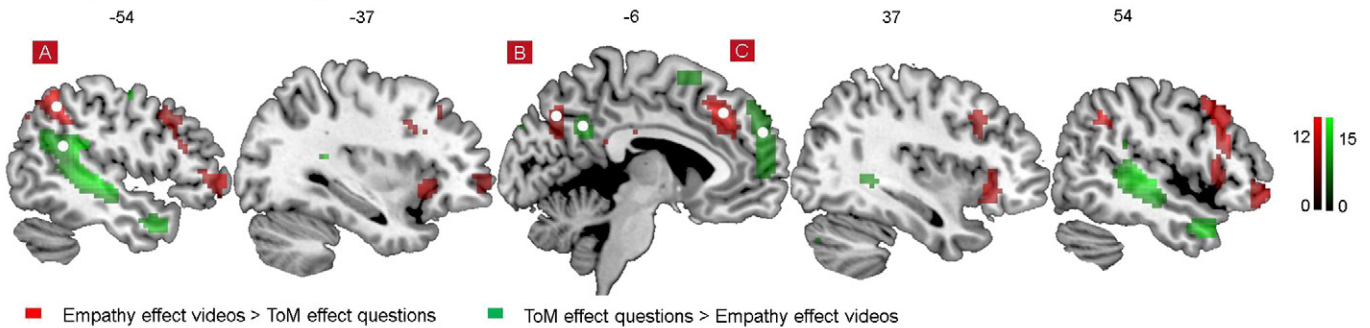 -54 -37 -6 37 54
A B C
12 15
0 0
Empathy effect videos > ToM effect questions ToM effect questions > Empathy effect videos